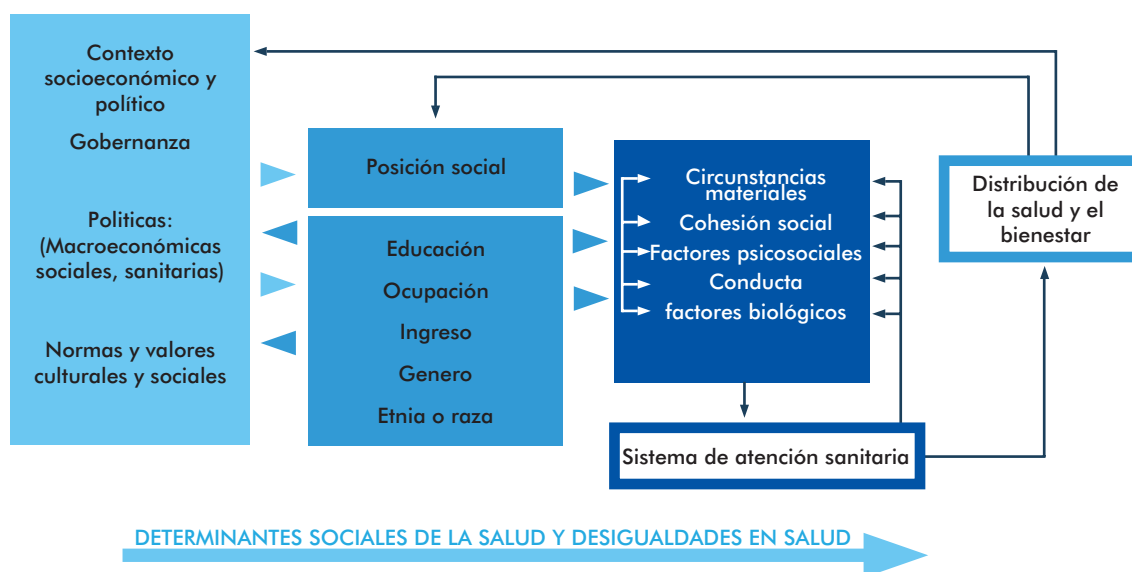 Contexto
socioeconómico y
político
Gobernanza
Politicas:
(Macroeconómicas
sociales, sanitarias)
Normas y valores
culturales y sociales
Posición social
Educación
Ocupación
Ingreso
Genero
Etnia o raza
Circunstancias
materiales
Cohesión social
Factores psicosociales
Conducta
factores biológicos
Sistema de atención sanitaria
Distribución de
la salud y el
bienestar
DETERMINANTES SOCIALES DE LA SALUD Y DESIGUALDADES EN SALUD